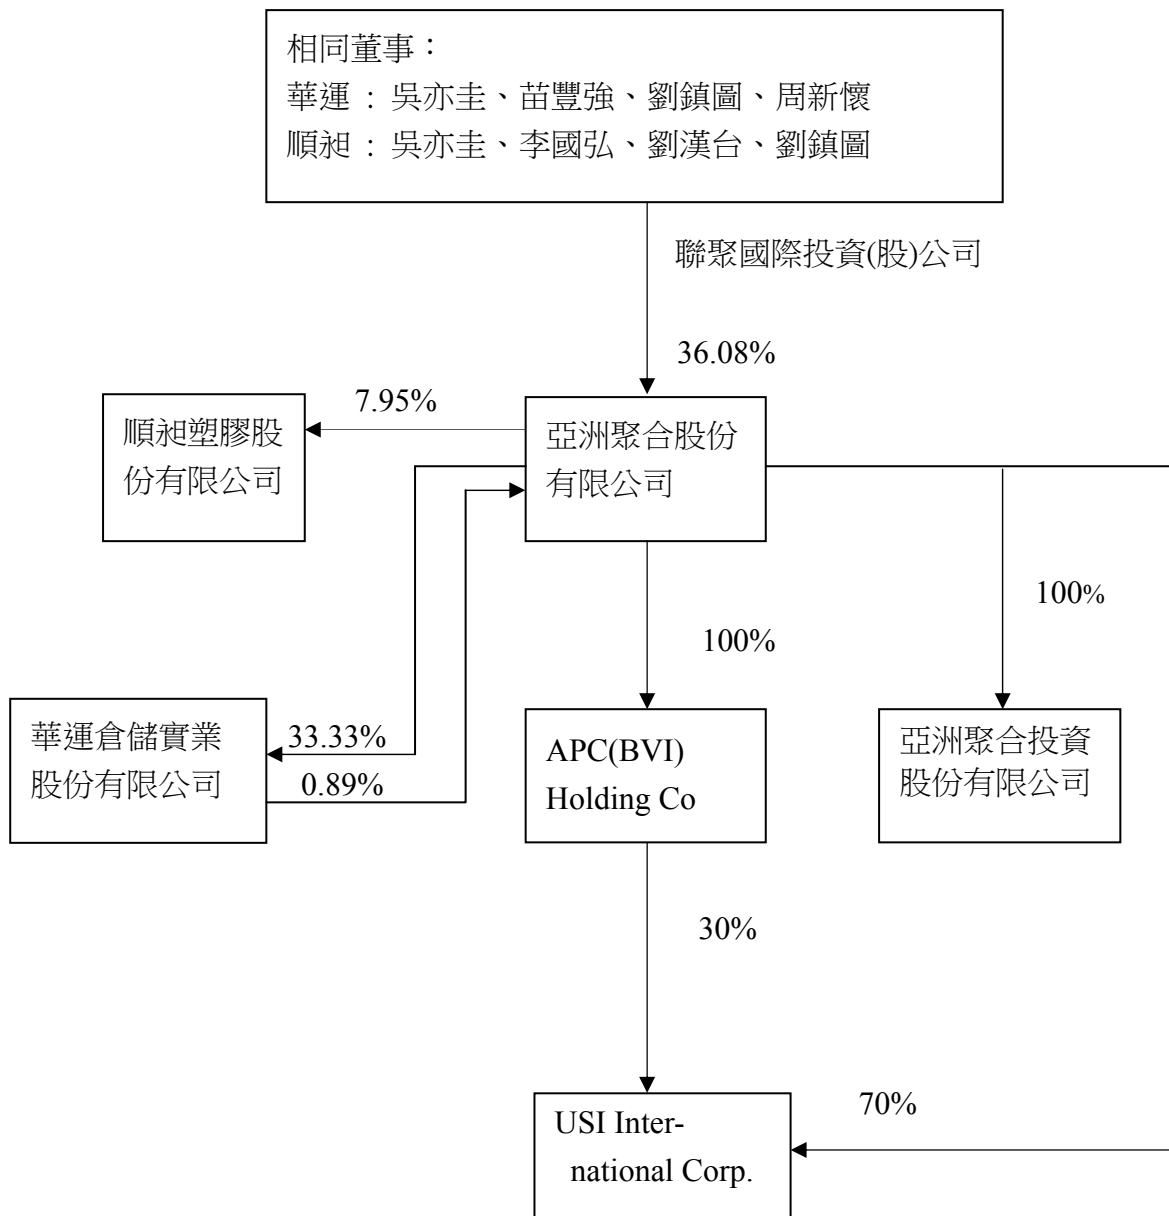 相同董事：
華運 : 吳亦圭、苗豐強、劉鎮圖、周新懷
順昶 : 吳亦圭、李國弘、劉漢台、劉鎮圖
聯聚國際投資(股)公司
36.08%
7.95%
順昶塑膠股
份有限公司
亞洲聚合股份
有限公司
100%
100%
華運倉儲實業
股份有限公司
33.33%
0.89%
APC(BVI)
Holding Co
亞洲聚合投資
股份有限公司
30%
70%
USI Inter-
national Corp.